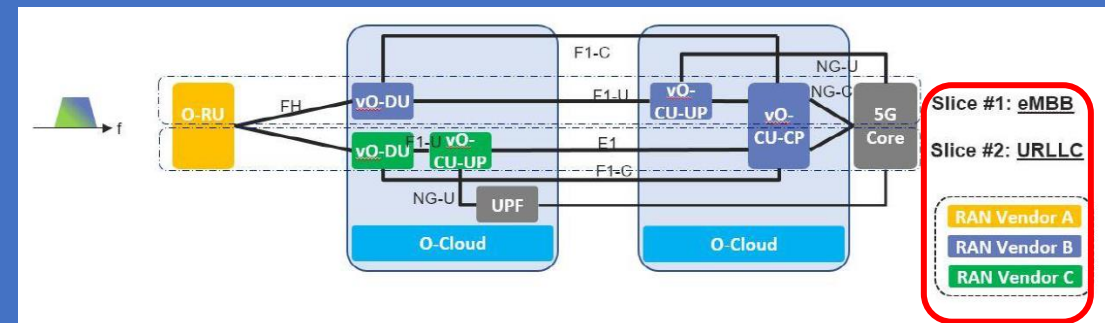 F1-C
NG-U
NG-C
O-RU
FH
vO-DU
F1-U
vO-
CU-UP
vO-
CU-CP
5G
Core
Slice #1: eMBB
f
vO-DU
F1-U
vO-
CU-UP
E1
F1-C
Slice #2: URLLC
NG-U
UPF
O-Cloud
O-Cloud
RAN Vendor A
RAN Vendor B
RAN Vendor C